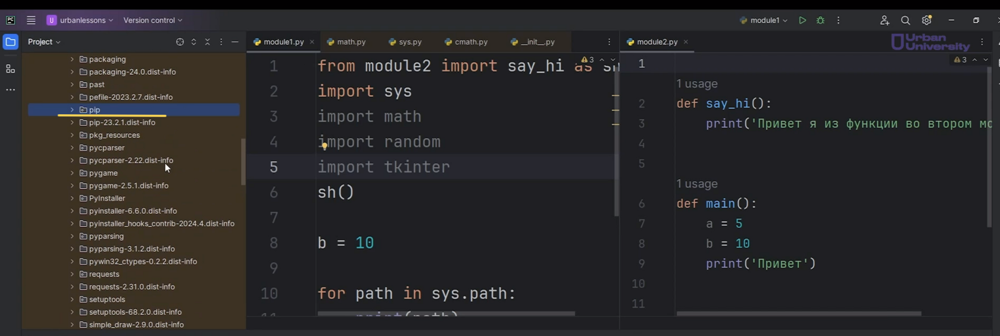 PC
U urbanlessons
Version control
module1
Project
module1.py
math.py
sys.py
cmath.py
__init__.py
module2.py
Urban
University
packaging
packaging-24.0.dist-info
past
pefile-2023.2.7.dist-info
pip
pip-23.2.1.dist-info
pkg_resources
pycparser
pycparser-2.22.dist-info
pygame
pygame-2.5.1.dist-info
PyInstaller
pyinstaller-6.6.0.dist-info
pyinstaller_hooks_contrib-2024.4.dist-info
pyparsing
pyparsing-3.1.2.dist-info
pywin32_ctypes-0.2.2.dist-info
requests
requests-2.31.0.dist-info
setuptools
setuptools-68.2.0.dist-info
simple_draw-2.9.0.dist-info
3
1 from module2 import say_hi as
2 import sys
3 import math
4 import random
5 import tkinter
6 sh()
7
8 b = 10
9
10 for path in sys.path:
11 print(path)
3
1
1 usage
2 def say_hi():
3 print('Привет я из функции во втором мо
4
5
1 usage
6 def main():
7 a = 5
8 b = 10
9 print('Привет')
10
11